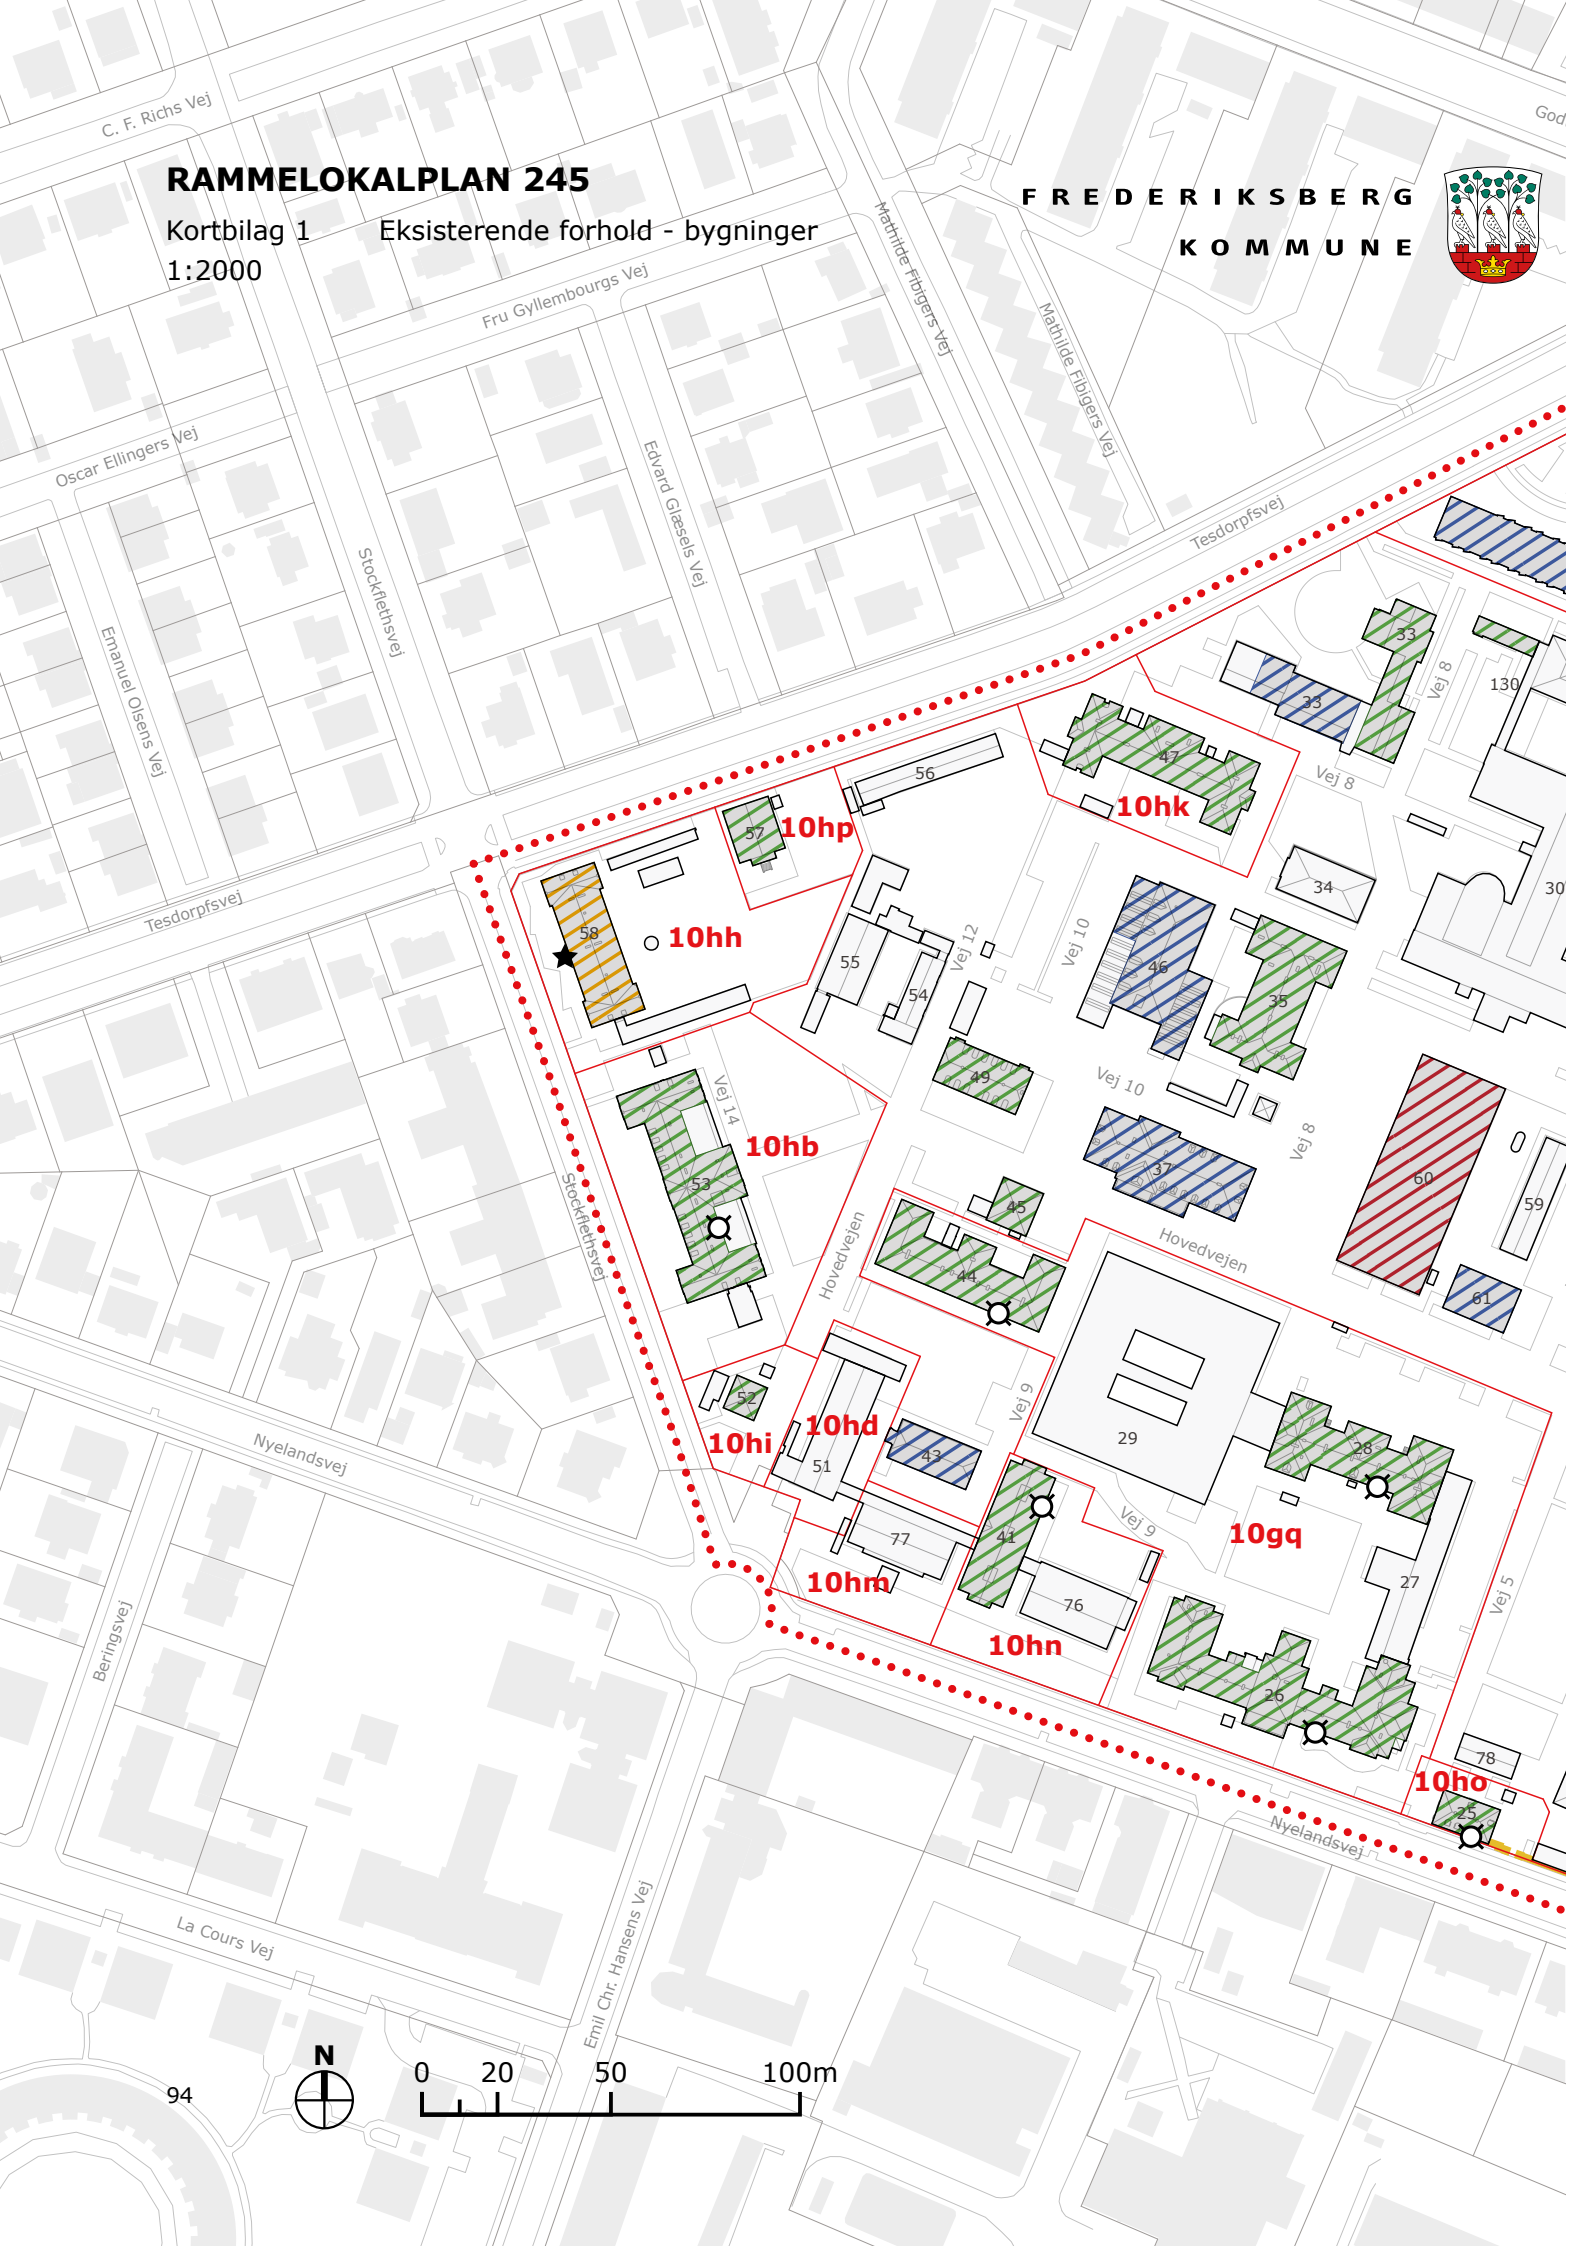 C. F. Richs Vej
God
RAMMELOKALPLAN 245
FREDERIKSBERG
KOMMUNE
Kortbilag 1 Eksisterende forhold - bygninger
1:2000
Mathilde Fibigers Vej
Fru Gyllembourgs Vej
Mathilde Fibigers Vej
Oscar Ellingers Vej
Edvard Glæsels Vej
Tesdorpfsvej
Stockflethsvej
Emanuel Olsens Vej
33
Vej 8
130
33
47
56
Vej 8
10hk
57
10hp
34
30
Tesdorpfsvej
58
10hh
Vej 12
Vej 10
55
46
54
35
49
Vej 10
Vej 14
Vej 8
10hb
37
60
53
59
45
Stockflethsvej
Hovedvejen
Hovedvejen
44
61
52
Vej 9
10hd
29
10hi
Nyelandsvej
43
28
51
Vej 9
10gq
41
77
10hm
27
Vej 5
76
Beringsvej
10hn
26
78
10ho
25
Nyelandsvej
La Cours Vej
Emil Chr. Hansens Vej
N
0 20 50 100m
94